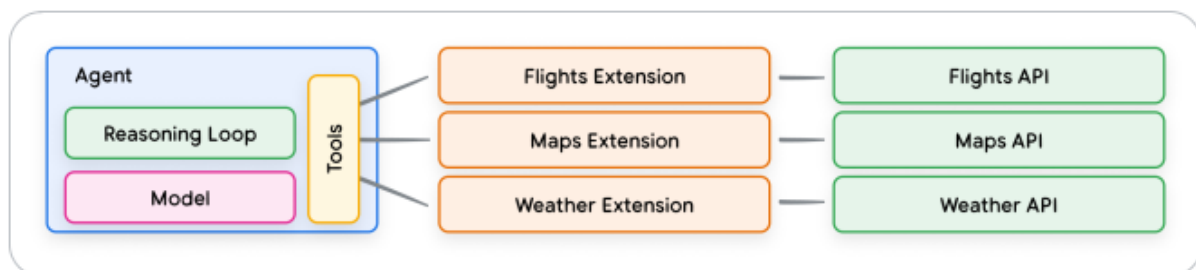 Agent
Reasoning Loop
Model
Tools
Flights Extension
Maps Extension
Weather Extension
Flights API
Maps API
Weather API